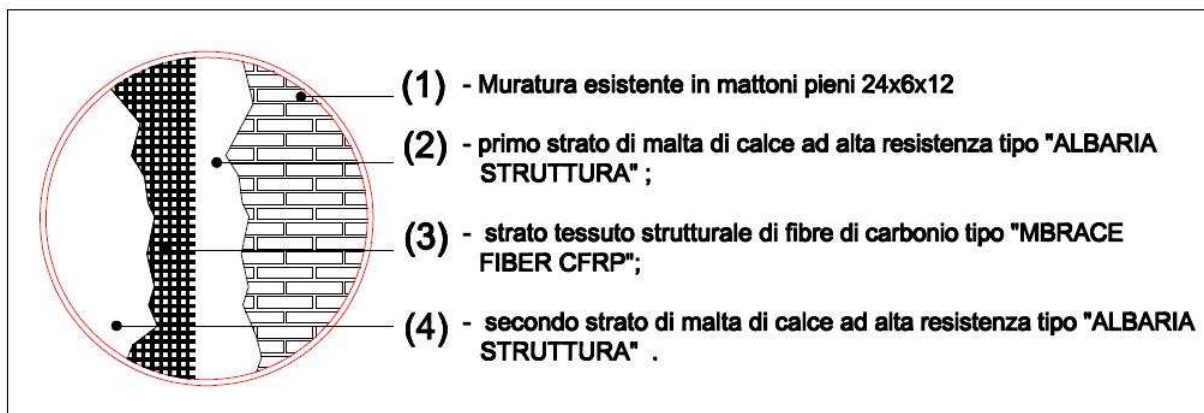 (1) - Muratura esistente in mattoni pieni 24x6x12
(2) - primo strato di malta di calce ad alta resistenza tipo "ALBARIA
STRUTTURA" ;
(3) - strato tessuto strutturale di fibre di carbonio tipo "MBRACE
FIBER CFRP";
(4) - secondo strato di malta di calce ad alta resistenza tipo "ALBARIA
STRUTTURA" .